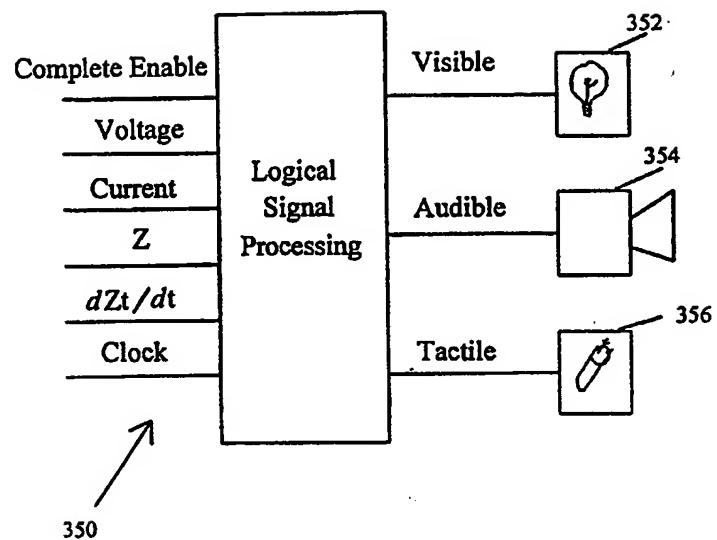 352
Complete Enable
Visible
Voltage
354
Current
Logical
Signal
Processing
Audible
Z
dZt/dt
356
Clock
Tactile
350